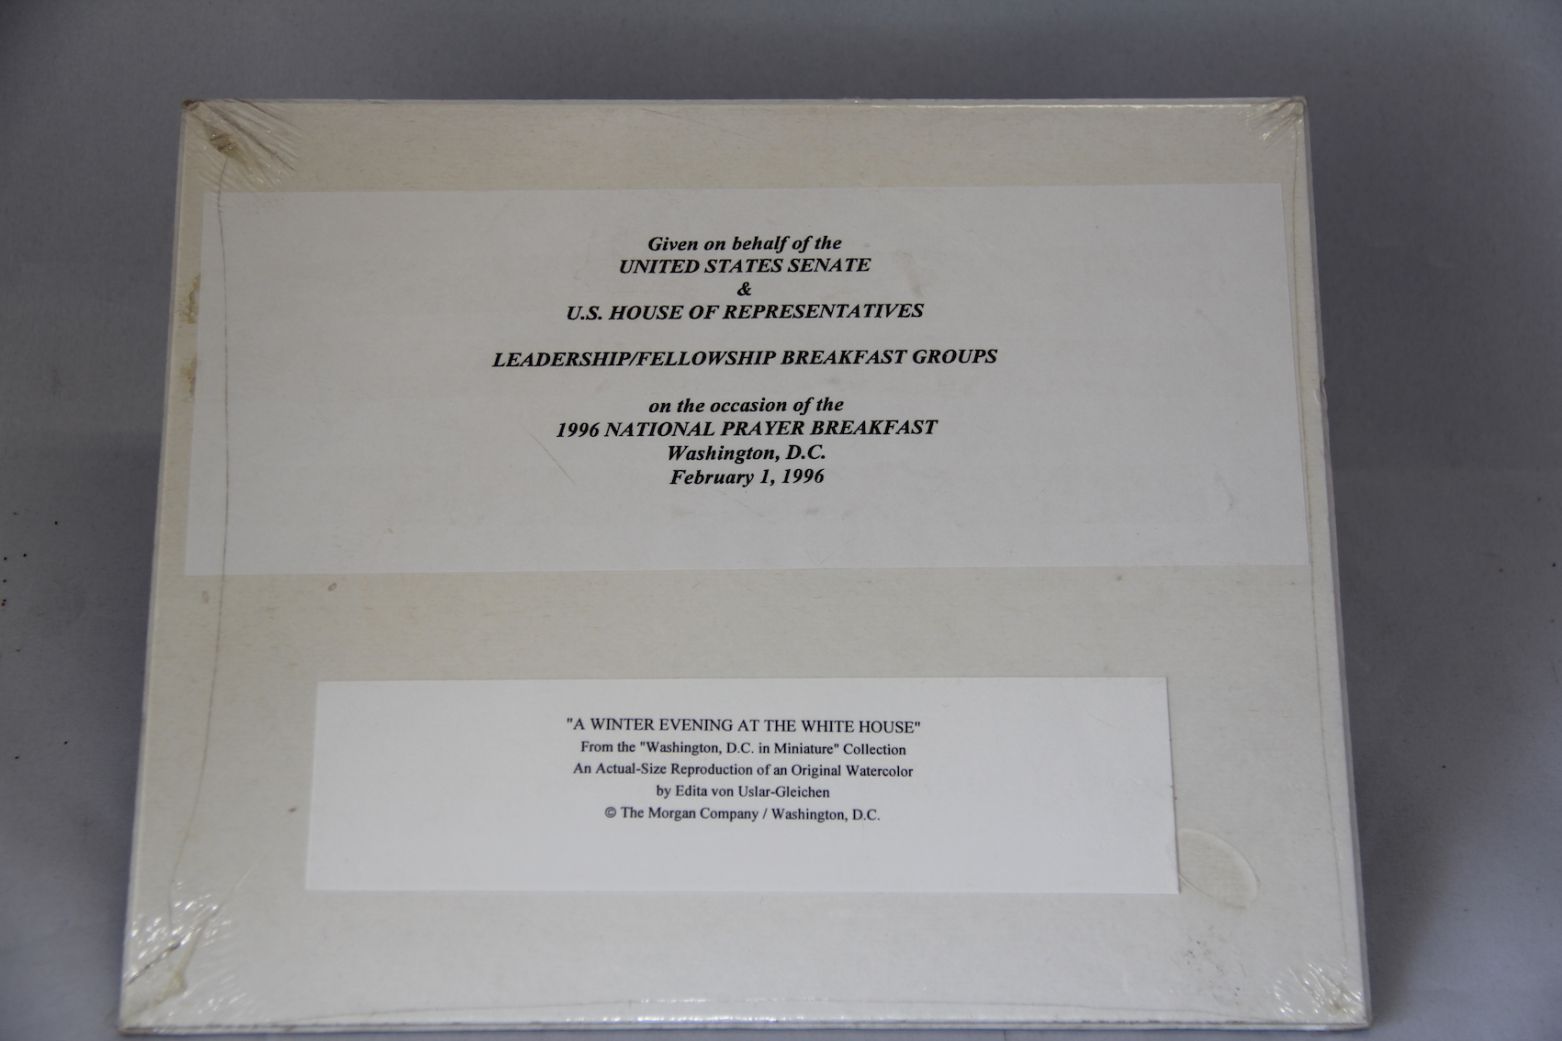 Given on behalf of the
UNITED STATES SENATE
&
U.S. HOUSE OF REPRESENTATIVES
LEADERSHIP/FELLOWSHIP BREAKFAST GROUPS
on the occasion of the
1996 NATIONAL PRAYER BREAKFAST
Washington, D.C.
February 1, 1996
"A WINTER EVENING AT THE WHITE HOUSE"
From the "Washington, D.C. in Miniature" Collection
An Actual-Size Reproduction of an Original Watercolor
by Edita von Uslar-Gleichen
© The Morgan Company / Washington, D.C.